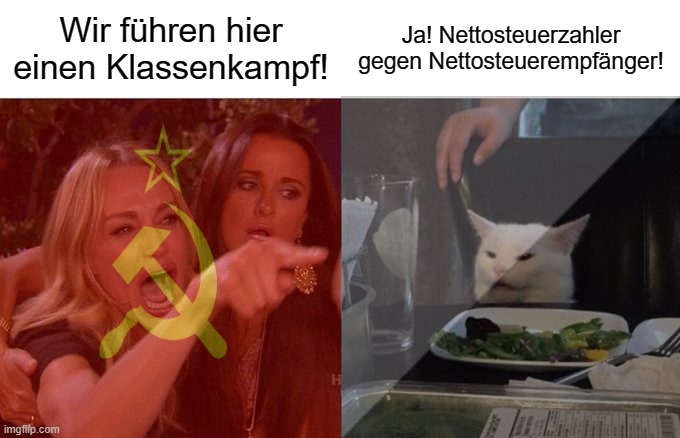 Wir führen hier
einen Klassenkampf!
Ja! Nettosteuerzahler
gegen Nettosteuerempfänger!
imgflip.com